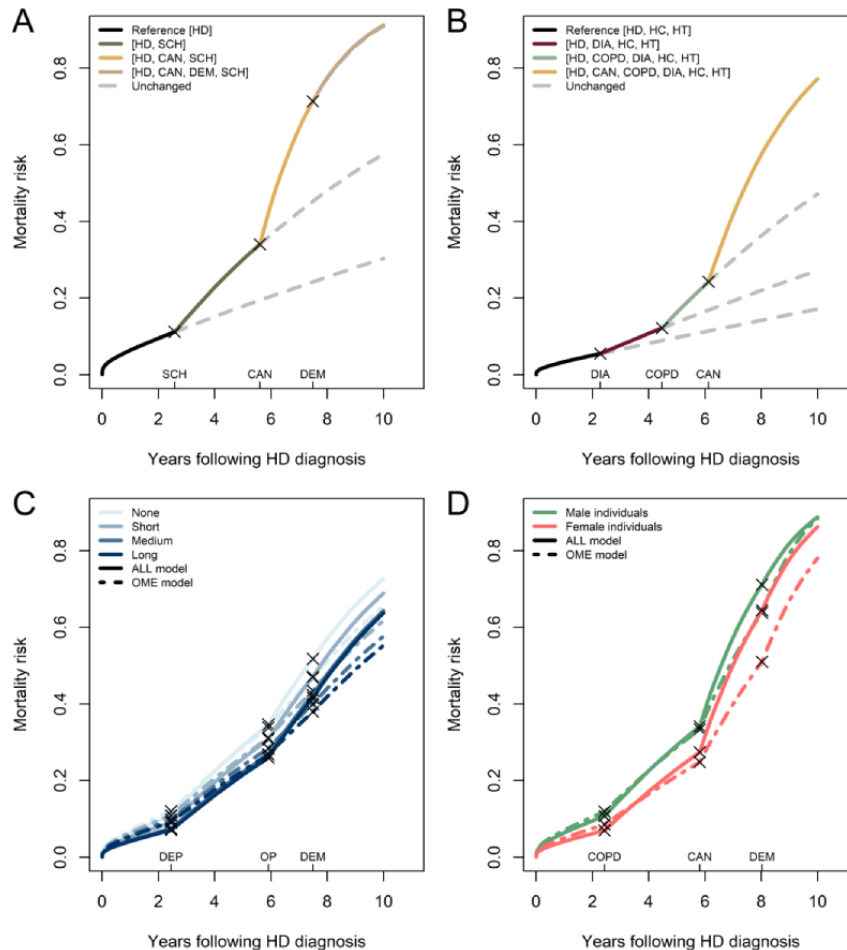 A
Reference [HD]
[HD, SCH]
[HD, CAN, SCH]
[HD, CAN, DEM, SCH]
Unchanged
Mortality risk
0.8
0.6
0.4
0.2
0.0
SCH CAN DEM
0 2 4 6 8 10
Years following HD diagnosis
B
Reference [HD, HC, HT]
[HD, DIA, HC, HT]
[HD, COPD, DIA, HC, HT]
[HD, CAN, COPD, DIA, HC, HT]
Unchanged
Mortality risk
0.8
0.6
0.4
0.2
0.0
DIA COPD CAN
0 2 4 6 8 10
Years following HD diagnosis
C
None
Short
Medium
Long
ALL model
OME model
Mortality risk
0.8
0.6
0.4
0.2
0.0
DEP OP DEM
0 2 4 6 8 10
Years following HD diagnosis
D
Male individuals
Female individuals
ALL model
OME model
Mortality risk
0.8
0.6
0.4
0.2
0.0
COPD CAN DEM
0 2 4 6 8 10
Years following HD diagnosis